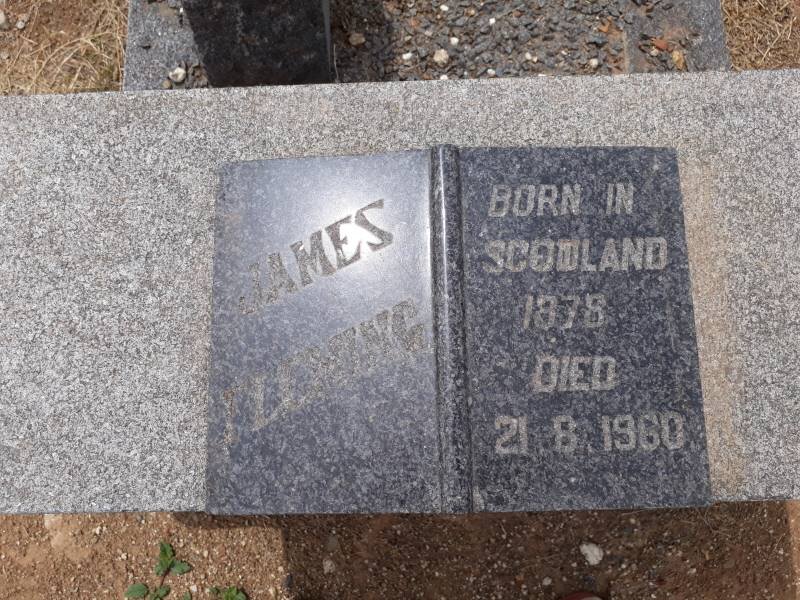 JAMES
FLEMING
BORN IN
SCOTLAND
1878
DIED
21 . 8 . 1960